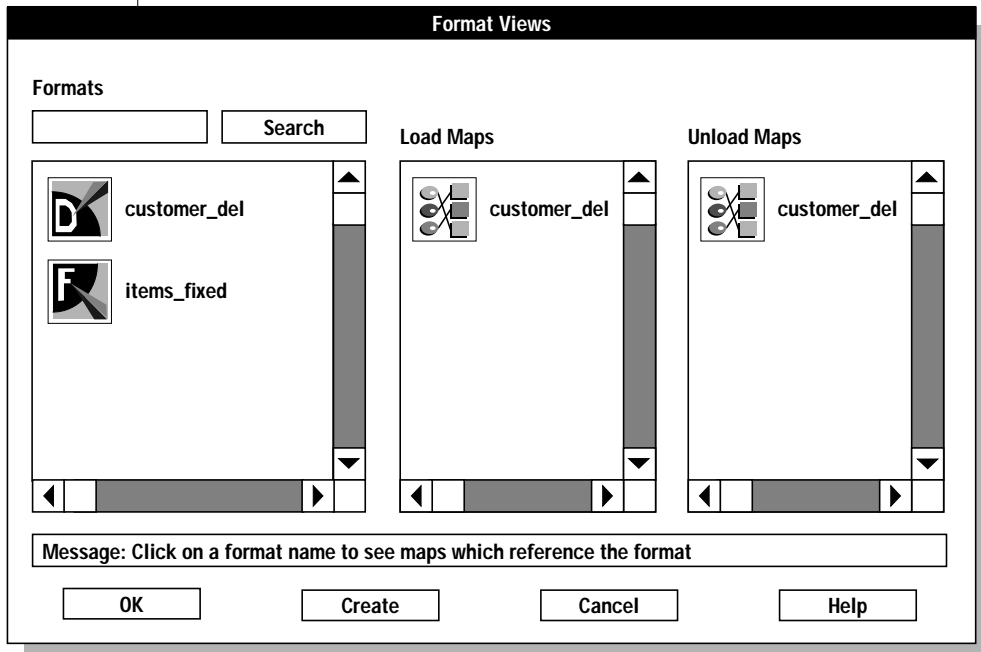 Format Views
Formats
Search
Load Maps
Unload Maps
D
customer_del
customer_del
customer_del
F
items_fixed
Message: Click on a format name to see maps which reference the format
OK
Create
Cancel
Help